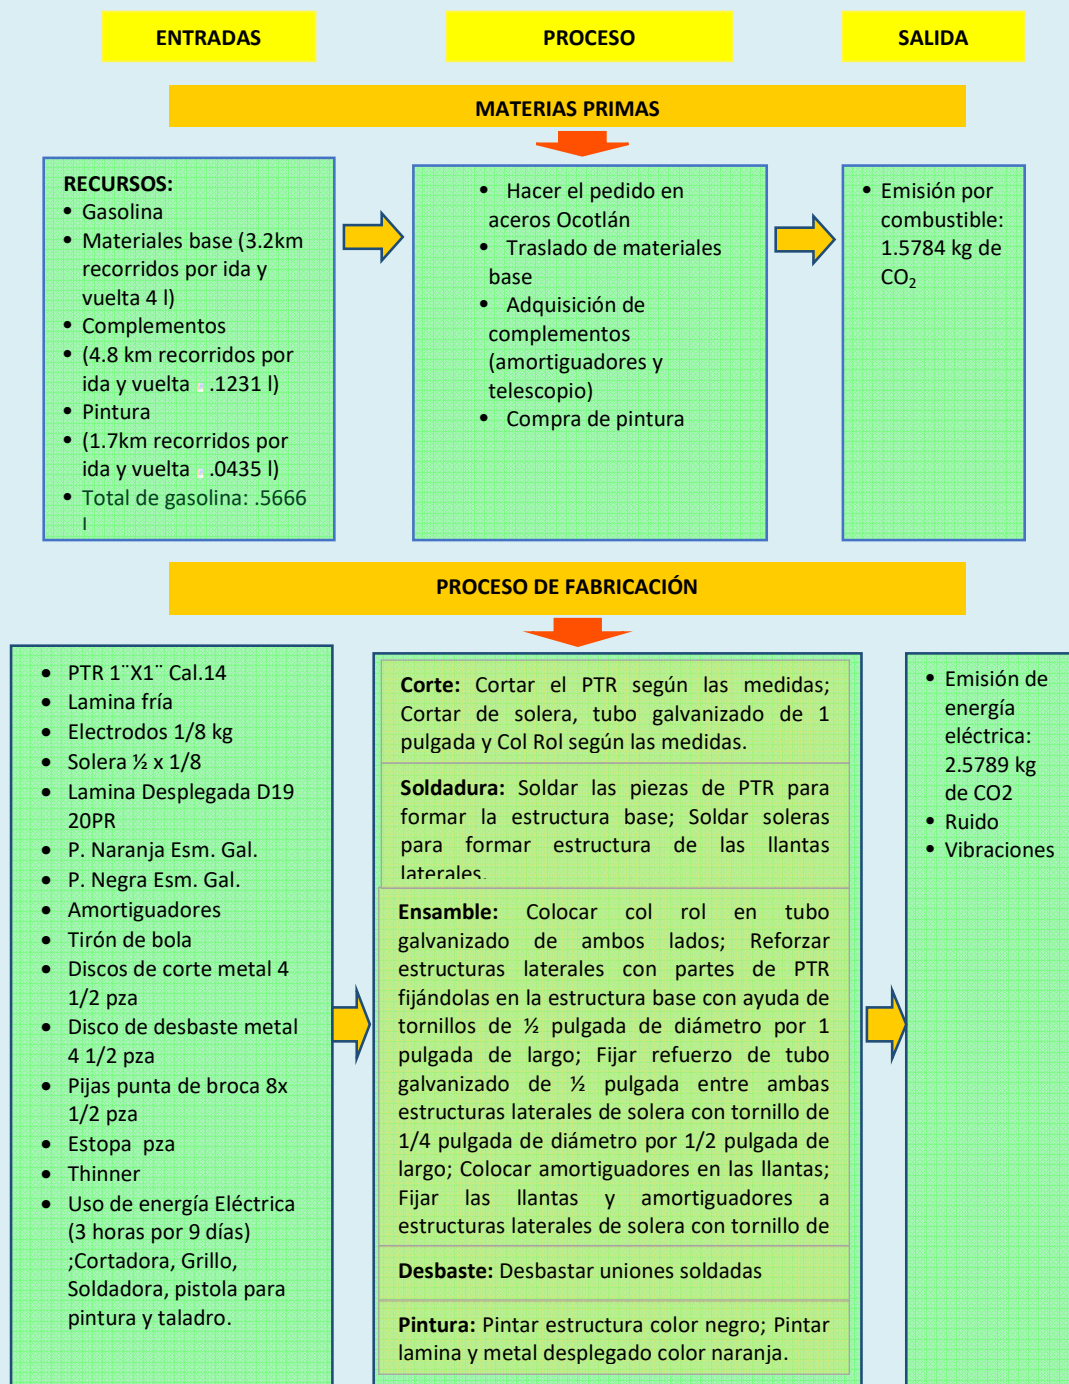 ENTRADAS
PROCESO
SALIDA
MATERIAS PRIMAS
RECURSOS:
• Gasolina
• Materiales base (3.2km
recorridos por ida y
vuelta 4 l)
• Complementos
• (4.8 km recorridos por
ida y vuelta .1231 l)
• Pintura
• (1.7km recorridos por
ida y vuelta .0435 l)
• Total de gasolina: .5666
l
• Hacer el pedido en
aceros Ocotlán
• Traslado de materiales
base
• Adquisición de
complementos
(amortiguadores y
telescopio)
• Compra de pintura
• Emisión por
combustible:
1.5784 kg de
CO₂
PROCESO DE FABRICACIÓN
• PTR 1¨X1¨ Cal.14
• Lamina fría
• Electrodos 1/8 kg
• Solera ½ x 1/8
• Lamina Desplegada D19
20PR
• P. Naranja Esm. Gal.
• P. Negra Esm. Gal.
• Amortiguadores
• Tirón de bola
• Discos de corte metal 4
1/2 pza
• Disco de desbaste metal
4 1/2 pza
• Pijas punta de broca 8x
1/2 pza
• Estopa pza
• Thinner
• Uso de energía Eléctrica
(3 horas por 9 días)
;Cortadora, Grillo,
Soldadora, pistola para
pintura y taladro.
Corte: Cortar el PTR según las medidas;
Cortar de solera, tubo galvanizado de 1
pulgada y Col Rol según las medidas.
Soldadura: Soldar las piezas de PTR para
formar la estructura base; Soldar soleras
para formar estructura de las llantas
laterales.
Ensamble: Colocar col rol en tubo
galvanizado de ambos lados; Reforzar
estructuras laterales con partes de PTR
fijándolas en la estructura base con ayuda de
tornillos de ½ pulgada de diámetro por 1
pulgada de largo; Fijar refuerzo de tubo
galvanizado de ½ pulgada entre ambas
estructuras laterales de solera con tornillo de
1/4 pulgada de diámetro por 1/2 pulgada de
largo; Colocar amortiguadores en las llantas;
Fijar las llantas y amortiguadores a
estructuras laterales de solera con tornillo de
Desbaste: Desbastar uniones soldadas
Pintura: Pintar estructura color negro; Pintar
lamina y metal desplegado color naranja.
• Emisión de
energía
eléctrica:
2.5789 kg
de CO2
• Ruido
• Vibraciones